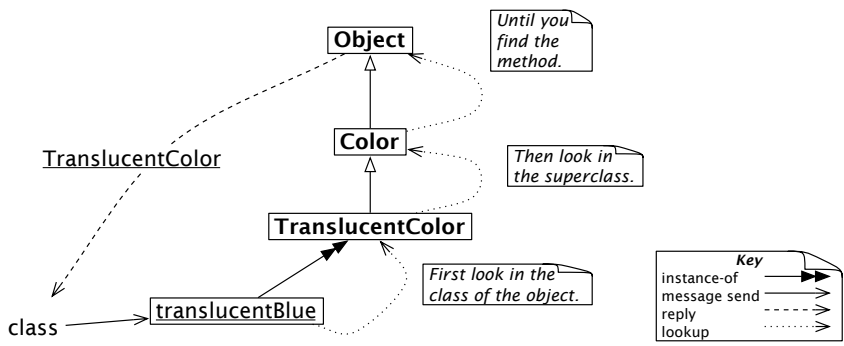 Object
Until you
find the
method.
Color
TranslucentColor
Then look in
the superclass.
TranslucentColor
First look in the
class of the object.
Key
instance-of
message send
reply
lookup
translucentBlue
class